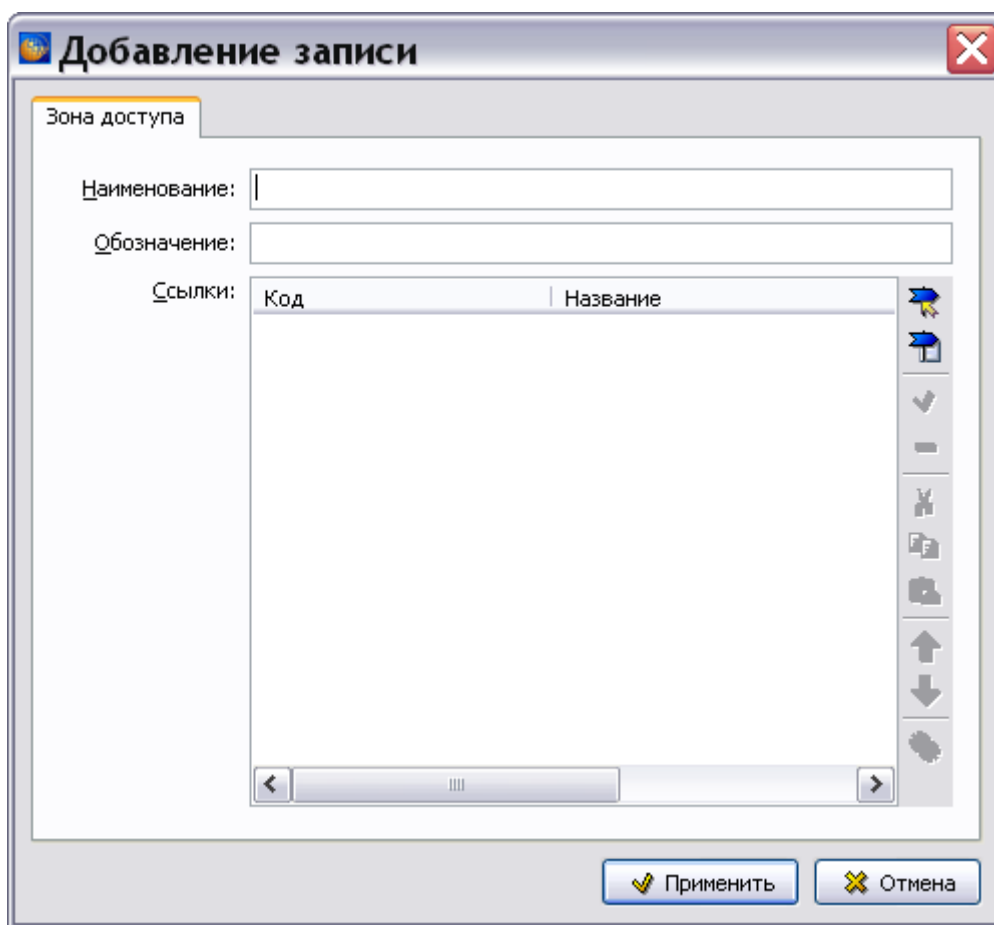 Добавление записи
Зона доступа
Наименование:
Обозначение:
Ссылки:
Код Название
Применить Отмена